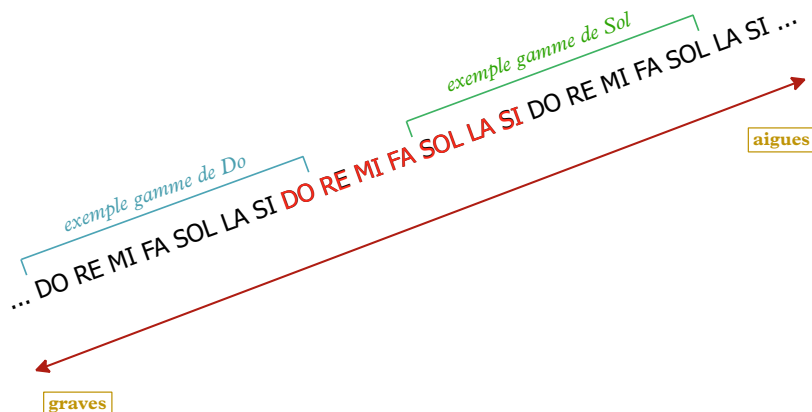 exemple gamme de Sol
exemple gamme de Do
... DO RE MI FA SOL LA SI DO RE MI FA SOL LA SI DO RE MI FA SOL LA SI ...
aigues
graves